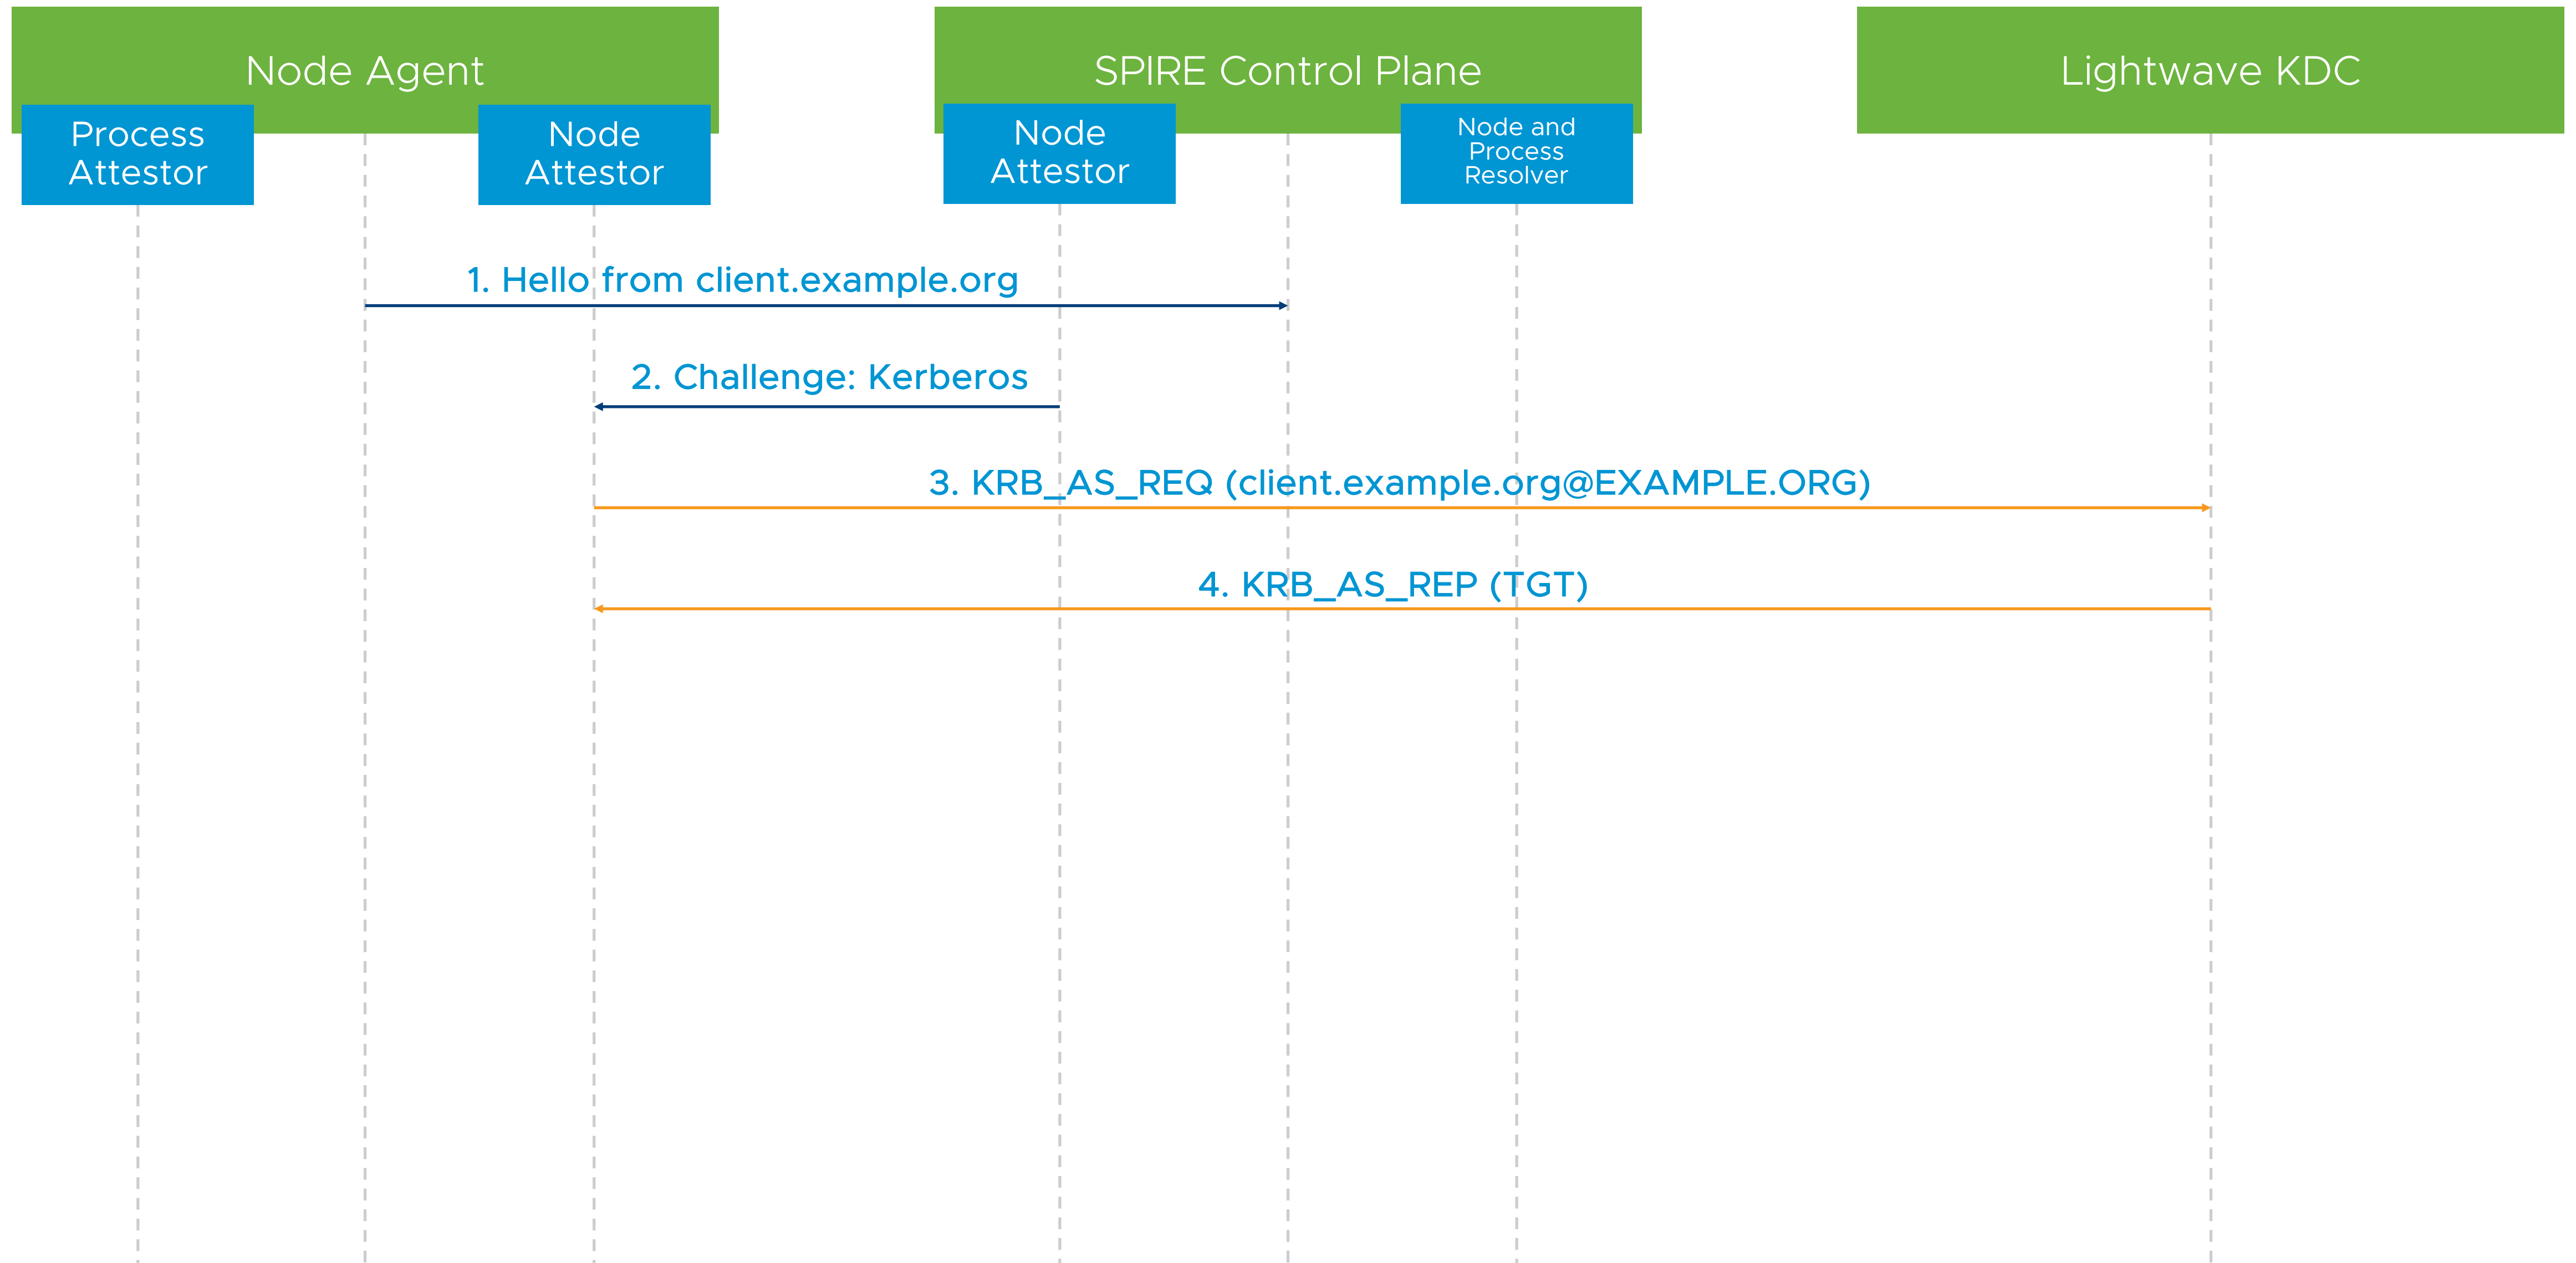 Node Agent
SPIRE Control Plane
Lightwave KDC
Process
Attestor
Node
Attestor
Node
Attestor
Node and
Process
Resolver
1. Hello from client.example.org
2. Challenge: Kerberos
3. KRB_AS_REQ (client.example.org@EXAMPLE.ORG)
4. KRB_AS_REP (TGT)